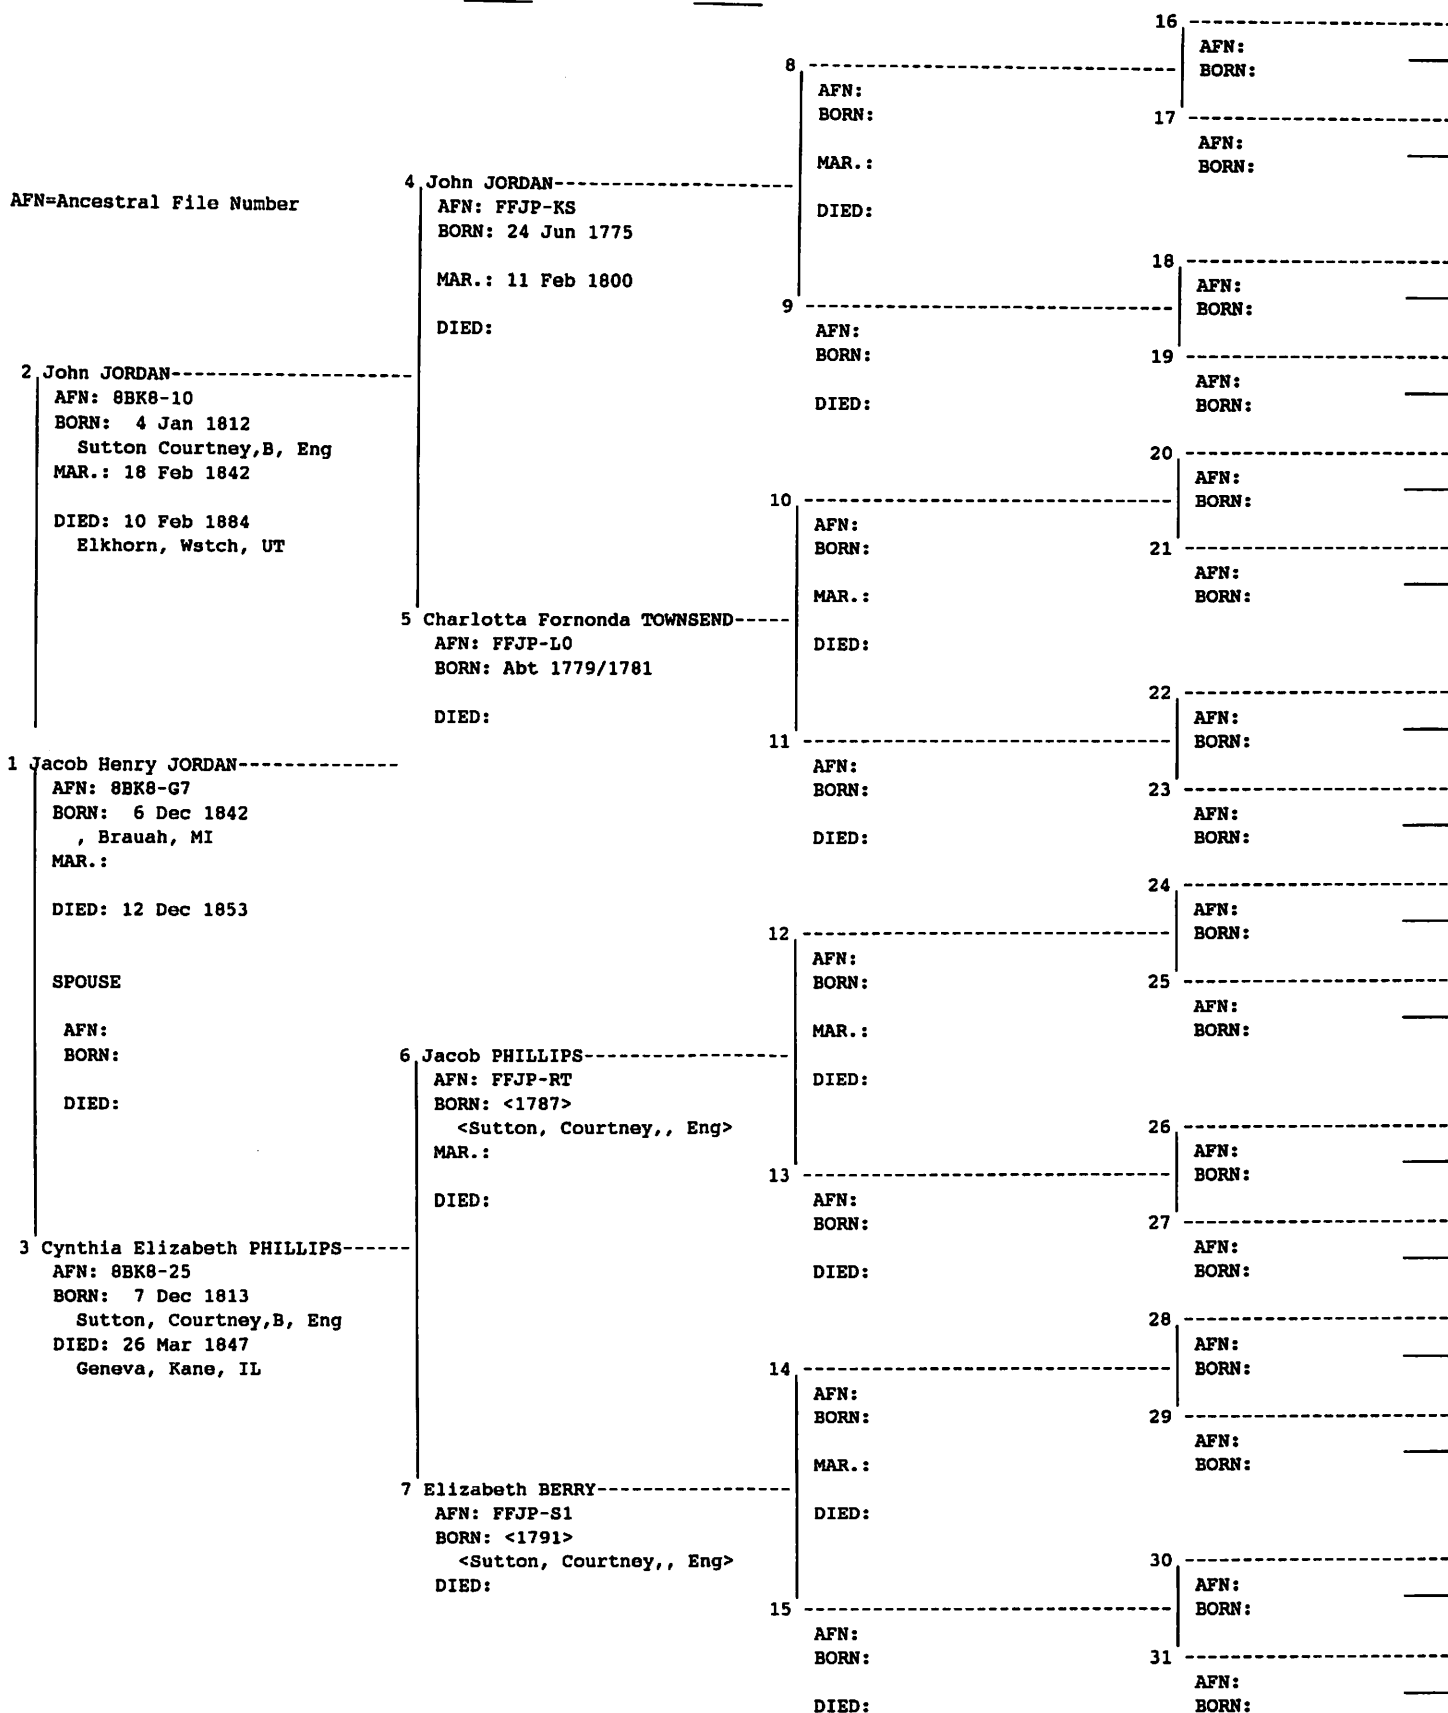 AFN=Ancestral File Number
1 Jacob Henry JORDAN--------------
AFN: 8BK8-G7
BORN: 6 Dec 1842
, Brauah, MI
MAR.:
DIED: 12 Dec 1853
SPOUSE
AFN:
BORN:
DIED:
2 John JORDAN---------------------
AFN: 8BK8-10
BORN: 4 Jan 1812
Sutton Courtney,B, Eng
MAR.: 18 Feb 1842
DIED: 10 Feb 1884
Elkhorn, Wstch, UT
3 Cynthia Elizabeth PHILLIPS------
AFN: 8BK8-25
BORN: 7 Dec 1813
Sutton, Courtney,B, Eng
DIED: 26 Mar 1847
Geneva, Kane, IL
4 John JORDAN---------------------
AFN: FFJP-KS
BORN: 24 Jun 1775
MAR.: 11 Feb 1800
DIED:
5 Charlotta Fornonda TOWNSEND-----
AFN: FFJP-L0
BORN: Abt 1779/1781
DIED:
6 Jacob PHILLIPS------------------
AFN: FFJP-RT
BORN: <1787>
<Sutton, Courtney,, Eng>
MAR.:
DIED:
7 Elizabeth BERRY-----------------
AFN: FFJP-S1
BORN: <1791>
<Sutton, Courtney,, Eng>
DIED:
8
AFN:
BORN:
MAR.:
DIED:
9
AFN:
BORN:
DIED:
10
AFN:
BORN:
MAR.:
DIED:
11
AFN:
BORN:
DIED:
12
AFN:
BORN:
MAR.:
DIED:
13
AFN:
BORN:
DIED:
14
AFN:
BORN:
MAR.:
DIED:
15
AFN:
BORN:
DIED:
16
AFN:
BORN:
17
AFN:
BORN:
18
AFN:
BORN:
19
AFN:
BORN:
20
AFN:
BORN:
21
AFN:
BORN:
22
AFN:
BORN:
23
AFN:
BORN:
24
AFN:
BORN:
25
AFN:
BORN:
26
AFN:
BORN:
27
AFN:
BORN:
28
AFN:
BORN:
29
AFN:
BORN:
30
AFN:
BORN:
31
AFN:
BORN: